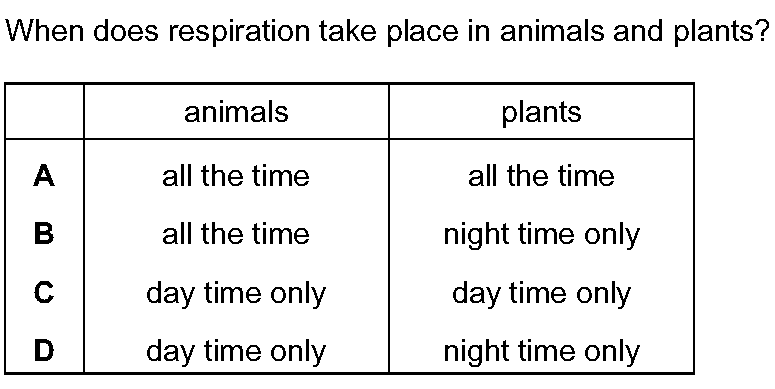 When does respiration take place in animals and plants?
animals plants
A all the time all the time
B all the time night time only
C day time only day time only
D day time only night time only